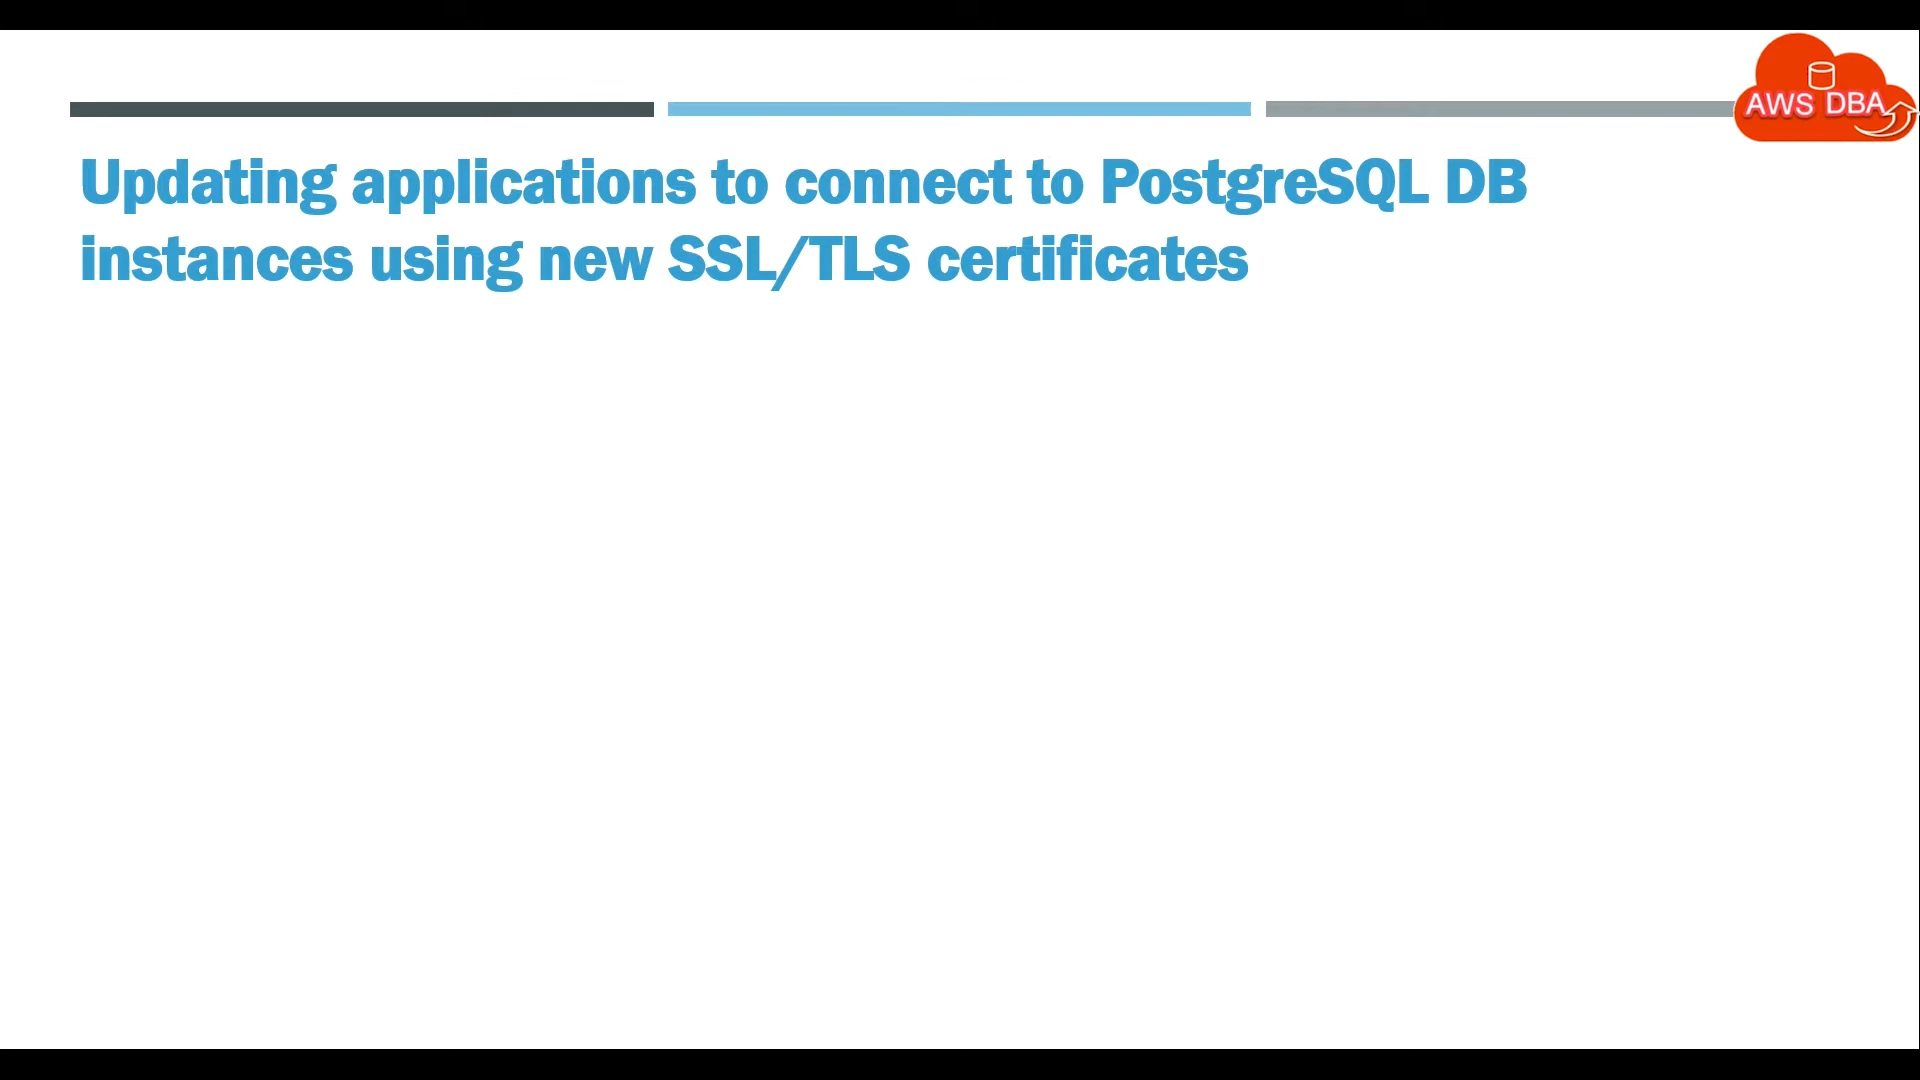 AWS DBA
Updating applications to connect to PostgreSQL DB
instances using new SSL/TLS certificates